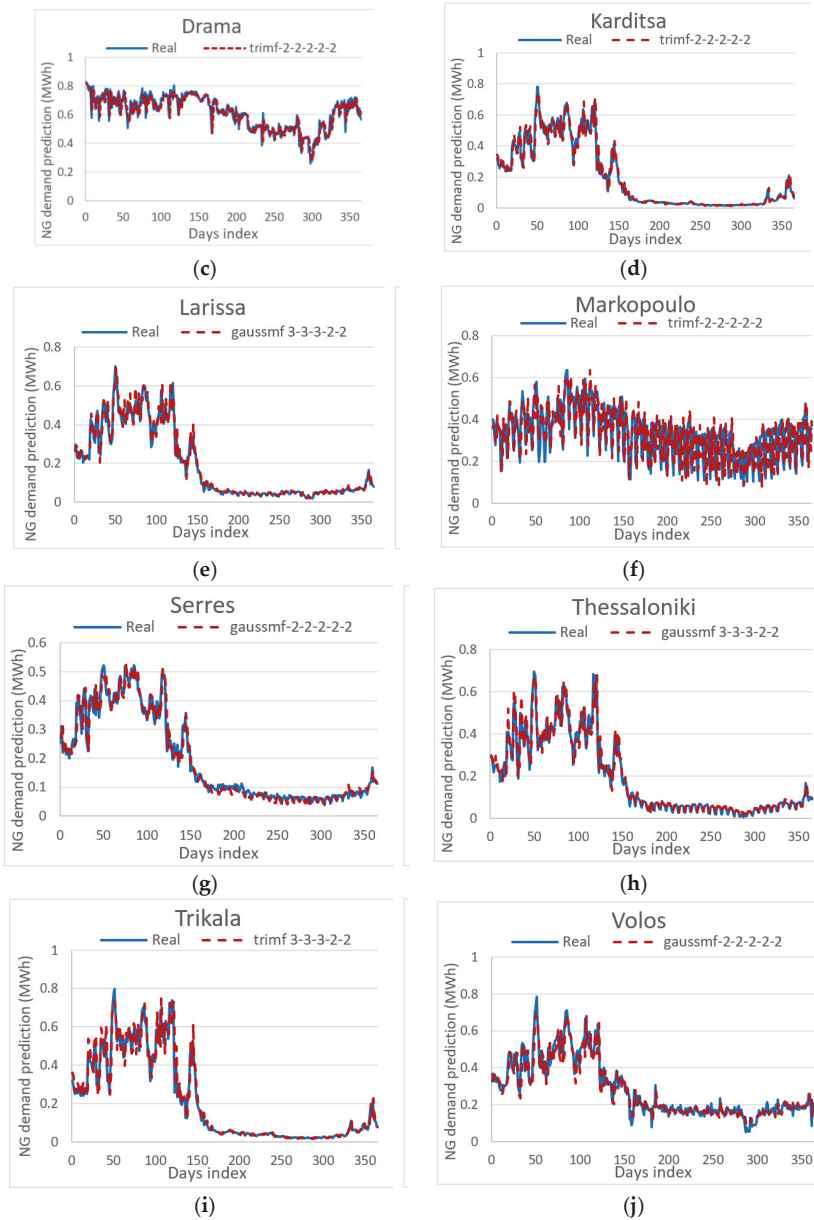 Drama
Real trimf-2-2-2-2-2
NG demand prediction (MWh)
1
0.8
0.6
0.4
0.2
0
0 50 100 150 200 250 300 350
Days index
(c)
Karditsa
Real trimf-2-2-2-2-2
NG demand prediction (MWh)
1
0.8
0.6
0.4
0.2
0
0 50 100 150 200 250 300 350
Days index
(d)
Larissa
Real gaussmf 3-3-3-2-2
NG demand prediction (MWh)
0.8
0.6
0.4
0.2
0
0 50 100 150 200 250 300 350
Days index
(e)
Markopoulo
Real trimf-2-2-2-2-2
NG demand prediction (MWh)
0.8
0.6
0.4
0.2
0
0 50 100 150 200 250 300 350
Days index
(f)
Serres
Real gaussmf-2-2-2-2-2
NG demand prediction (MWh)
0.6
0.5
0.4
0.3
0.2
0.1
0
0 50 100 150 200 250 300 350
Days index
(g)
Thessaloniki
Real gaussmf 3-3-3-2-2
NG demand prediction (MWh)
0.8
0.6
0.4
0.2
0
0 50 100 150 200 250 300 350
Days index
(h)
Trikala
Real trimf 3-3-3-2-2
NG demand prediction (MWh)
1
0.8
0.6
0.4
0.2
0
0 50 100 150 200 250 300 350
Days index
(i)
Volos
Real gaussmf-2-2-2-2-2
NG demand prediction (MWh)
1
0.8
0.6
0.4
0.2
0
0 50 100 150 200 250 300 350
Days index
(j)